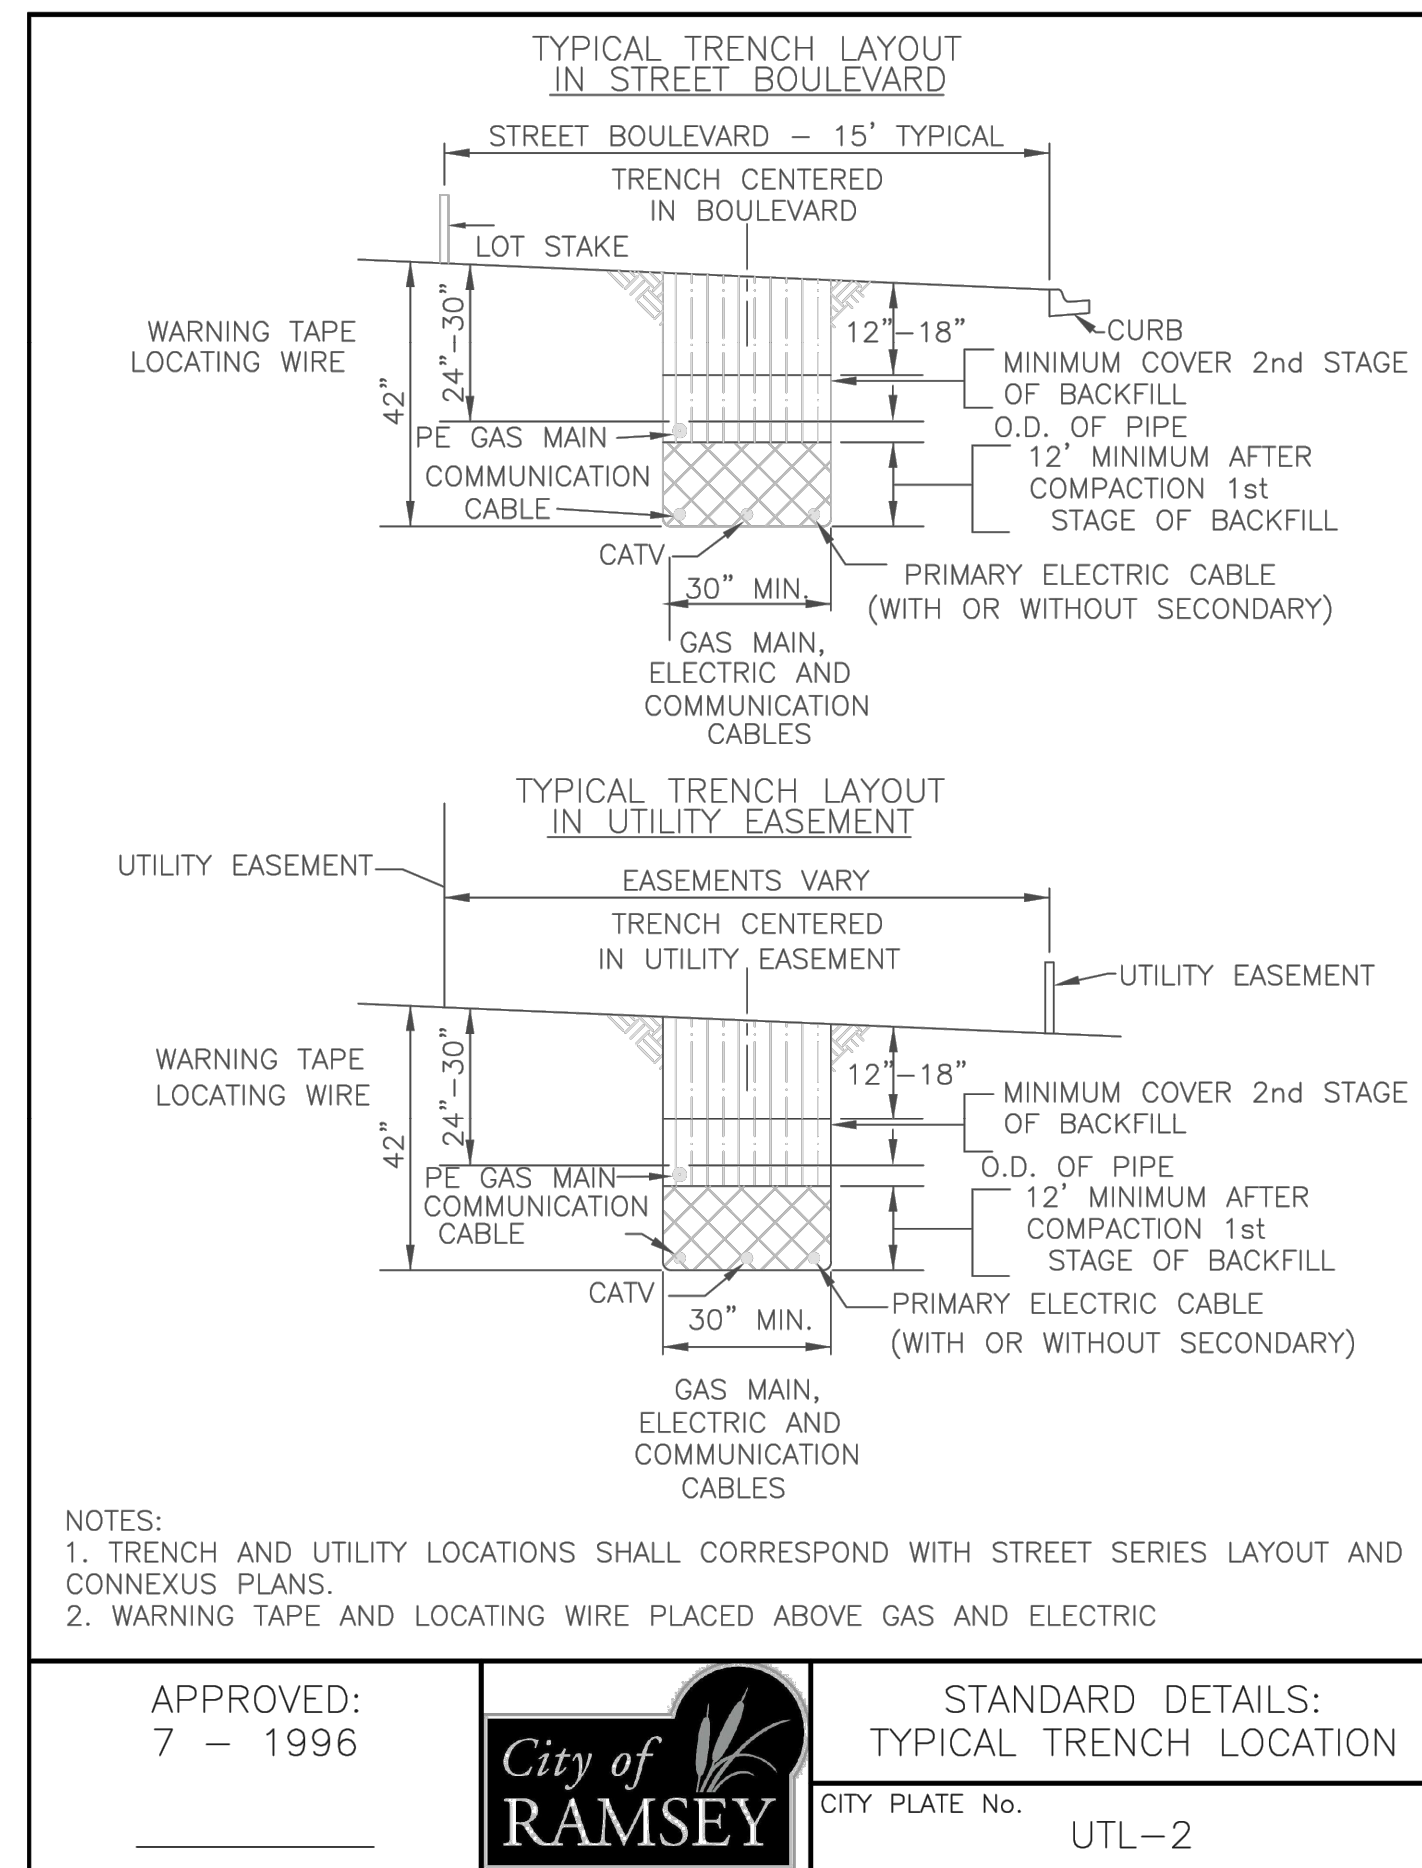 TYPICAL TRENCH LAYOUT
IN STREET BOULEVARD
STREET BOULEVARD – 15' TYPICAL
TRENCH CENTERED
IN BOULEVARD
LOT STAKE
WARNING TAPE
LOCATING WIRE
42"
24"–30"
12"–18"
CURB
MINIMUM COVER 2nd STAGE
OF BACKFILL
O.D. OF PIPE
PE GAS MAIN
COMMUNICATION
CABLE
12' MINIMUM AFTER
COMPACTION 1st
STAGE OF BACKFILL
CATV
30" MIN.
PRIMARY ELECTRIC CABLE
(WITH OR WITHOUT SECONDARY)
GAS MAIN,
ELECTRIC AND
COMMUNICATION
CABLES
TYPICAL TRENCH LAYOUT
IN UTILITY EASEMENT
UTILITY EASEMENT
EASEMENTS VARY
TRENCH CENTERED
IN UTILITY EASEMENT
UTILITY EASEMENT
WARNING TAPE
LOCATING WIRE
42"
24"–30"
12"–18"
MINIMUM COVER 2nd STAGE
OF BACKFILL
O.D. OF PIPE
PE GAS MAIN
COMMUNICATION
CABLE
12' MINIMUM AFTER
COMPACTION 1st
STAGE OF BACKFILL
CATV
30" MIN.
PRIMARY ELECTRIC CABLE
(WITH OR WITHOUT SECONDARY)
GAS MAIN,
ELECTRIC AND
COMMUNICATION
CABLES
NOTES:
1. TRENCH AND UTILITY LOCATIONS SHALL CORRESPOND WITH STREET SERIES LAYOUT AND
CONNEXUS PLANS.
2. WARNING TAPE AND LOCATING WIRE PLACED ABOVE GAS AND ELECTRIC
APPROVED:
7 – 1996
City of
RAMSEY
STANDARD DETAILS:
TYPICAL TRENCH LOCATION
CITY PLATE No.
UTL–2